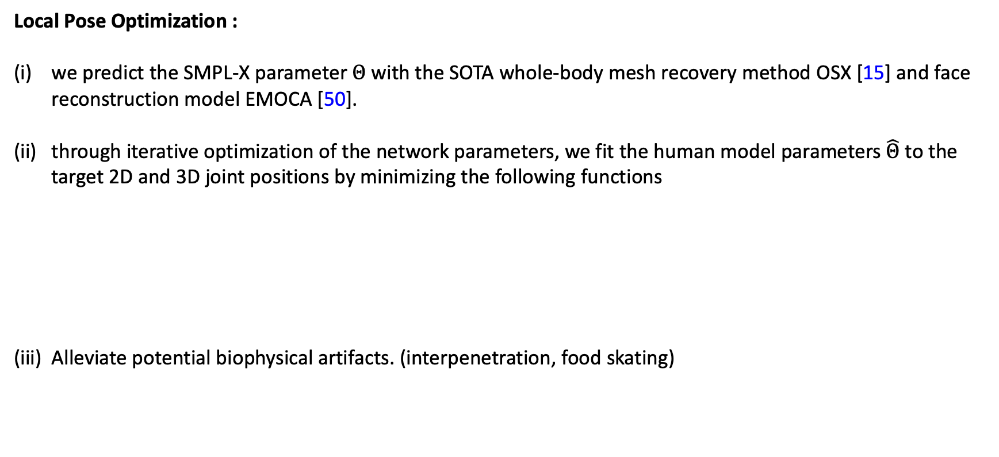 Local Pose Optimization :
(i) we predict the SMPL-X parameter Θ with the SOTA whole-body mesh recovery method OSX [15] and face
reconstruction model EMOCA [50].
(ii) through iterative optimization of the network parameters, we fit the human model parameters Θ̂ to the
target 2D and 3D joint positions by minimizing the following functions
(iii) Alleviate potential biophysical artifacts. (interpenetration, food skating)